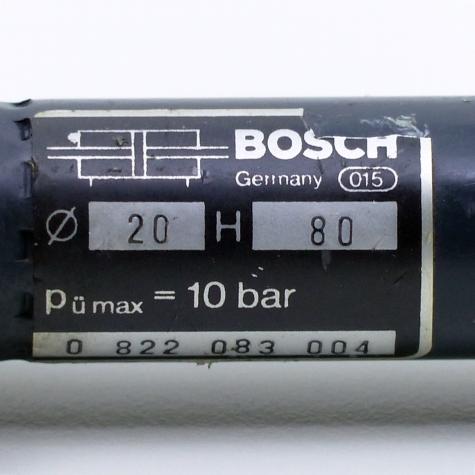 BOSCH
Germany 015
Ø 20 H 80
pü max = 10 bar
0 822 083 004